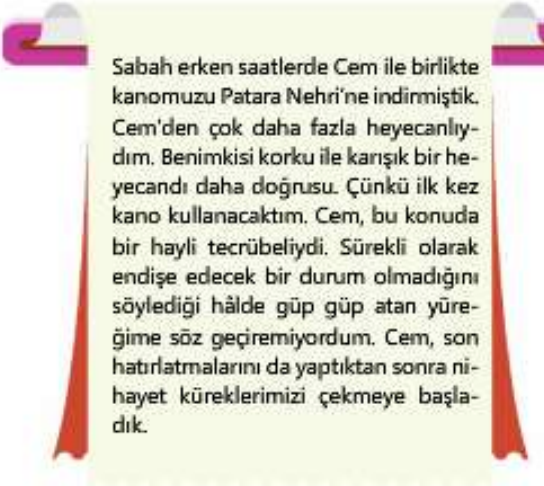 Sabah erken saatlerde Cem ile birlikte
kanomuzu Patara Nehri'ne indirmiştik.
Cem'den çok daha fazla heyecanlıy-
dım. Benimkisi korku ile karışık bir he-
yecandı daha doğrusu. Çünkü ilk kez
kano kullanacaktım. Cem, bu konuda
bir hayli tecrübeliydi. Sürekli olarak
endişe edecek bir durum olmadığını
söylediği hâlde güp güp atan yüre-
ğime söz geçiremiyordum. Cem, son
hatırlatmalarını da yaptıktan sonra ni-
hayet küreklerimizi çekmeye başla-
dık.